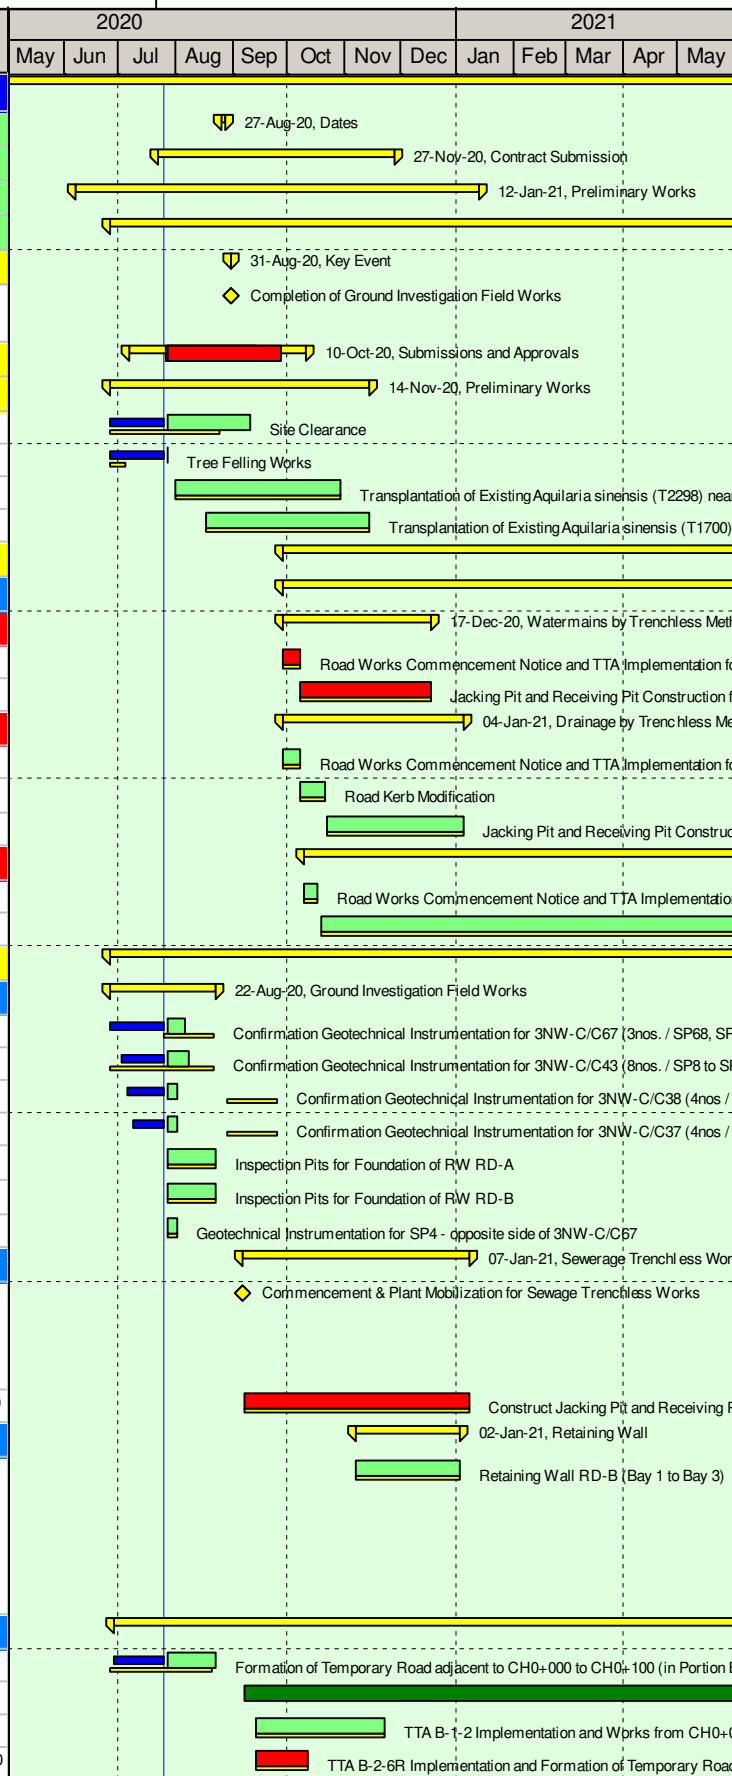 2020 2021
May Jun Jul Aug Sep Oct Nov Dec Jan Feb Mar Apr May
27-Aug-20, Dates
27-Nov-20, Contract Submission
12-Jan-21, Preliminary Works
31-Aug-20, Key Event
Completion of Ground Investigation Field Works
10-Oct-20, Submissions and Approvals
14-Nov-20, Preliminary Works
Site Clearance
Tree Felling Works
Transplantation of Existing Aquilaria sinensis (T2298) nea
Transplantation of Existing Aquilaria sinensis (T1700)
17-Dec-20, Watermains by Trenchless Meth
Road Works Commencement Notice and TTA Implementation fo
Jacking Pit and Receiving Pit Construction f
04-Jan-21, Drainage by Trenchless Me
Road Works Commencement Notice and TTA Implementation fo
Road Kerb Modification
Jacking Pit and Receiving Pit Construc
Road Works Commencement Notice and TTA Implementatio
22-Aug-20, Ground Investigation Field Works
Confirmation Geotechnical Instrumentation for 3NW-C/C67 (3nos. / SP68, SP
Confirmation Geotechnical Instrumentation for 3NW-C/C43 (8nos. / SP8 to SP
Confirmation Geotechnical Instrumentation for 3NW-C/C38 (4nos /
Confirmation Geotechnical Instrumentation for 3NW-C/C37 (4nos /
Inspection Pits for Foundation of RW RD-A
Inspection Pits for Foundation of RW RD-B
Geotechnical Instrumentation for SP4 - opposite side of 3NW-C/C67
07-Jan-21, Sewerage Trenchless Wor
Commencement & Plant Mobilization for Sewage Trenchless Works
Construct Jacking Pit and Receiving P
02-Jan-21, Retaining Wall
Retaining Wall RD-B (Bay 1 to Bay 3)
Formation of Temporary Road adjacent to CH0+000 to CH0+100 (in Portion B
TTA B-1-2 Implementation and Works from CH0+0
TTA B-2-6R Implementation and Formation of Temporary Road